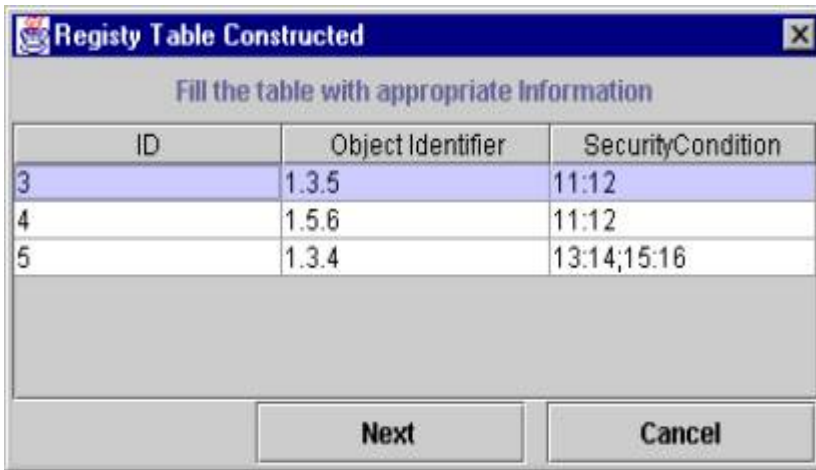 Registy Table Constructed
Fill the table with appropriate Information
ID Object Identifier SecurityCondition
3 1.3.5 11:12
4 1.5.6 11:12
5 1.3.4 13:14;15:16
Next Cancel